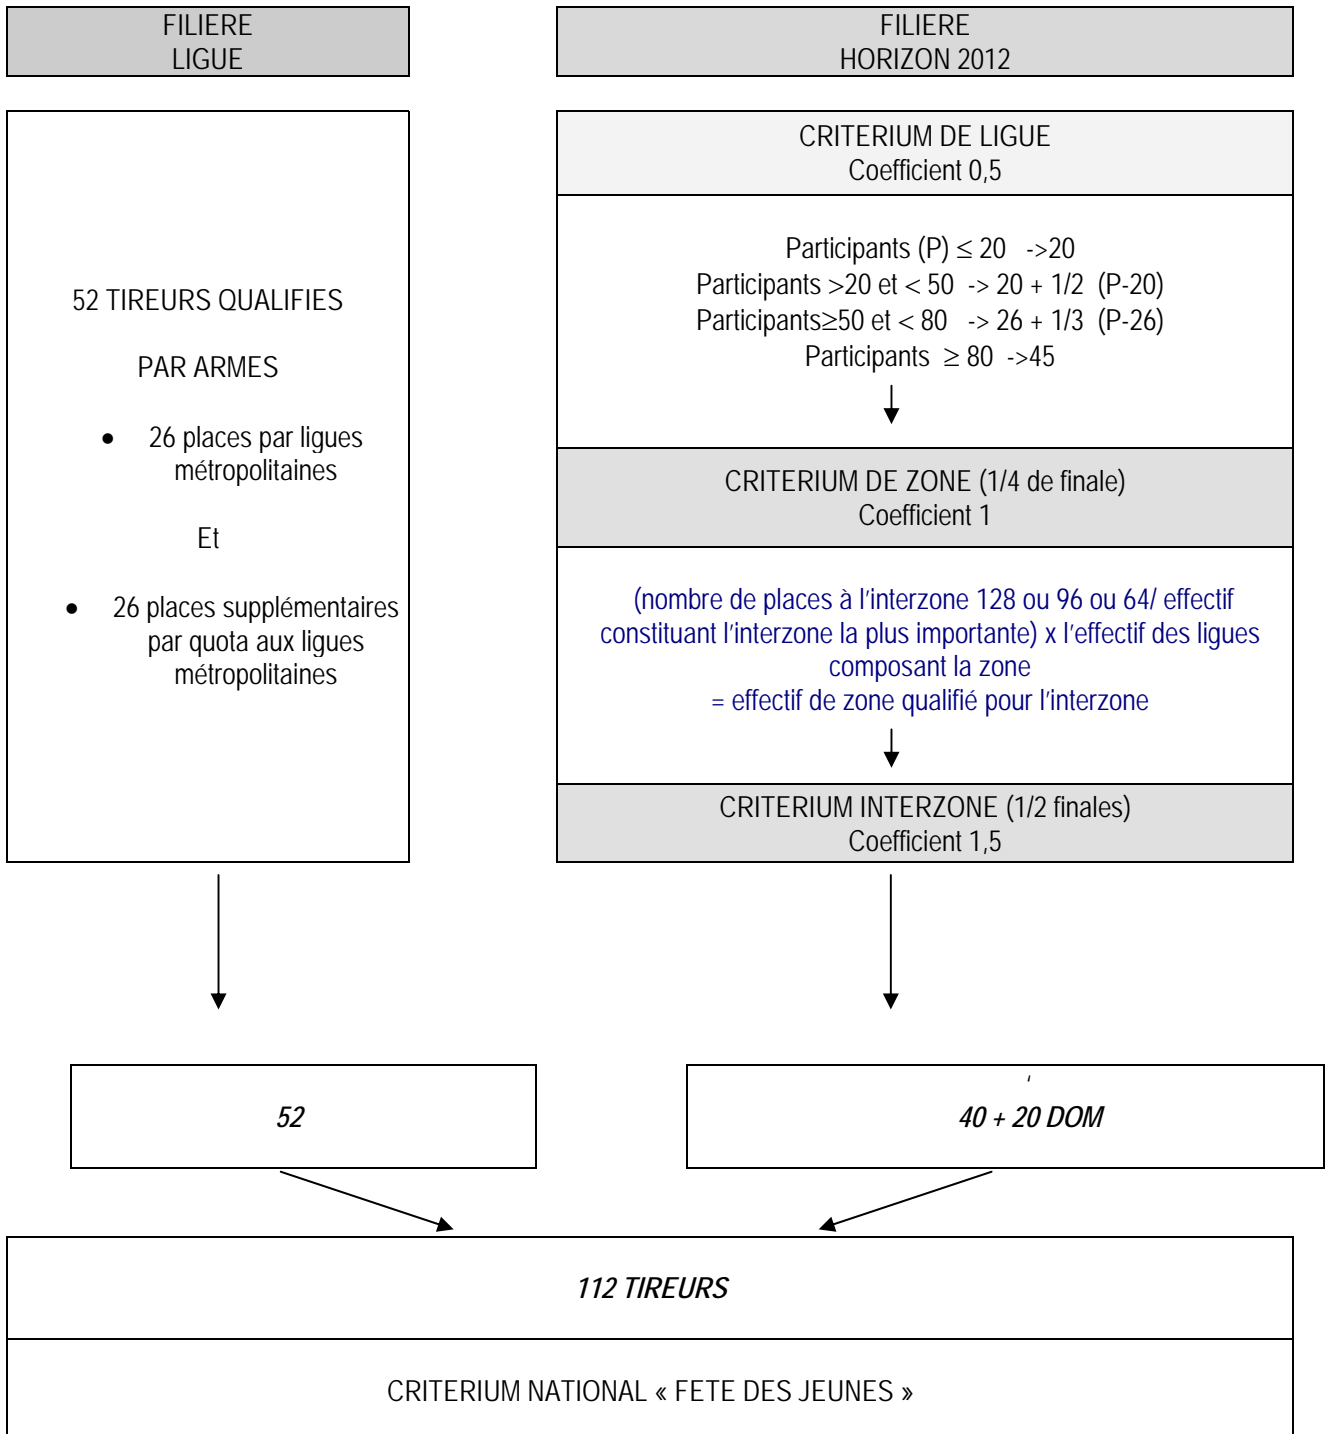 FILIERE
LIGUE
FILIERE
HORIZON 2012
52 TIREURS QUALIFIES
PAR ARMES
• 26 places par ligues
métropolitaines
Et
• 26 places supplémentaires
par quota aux ligues
métropolitaines
CRITERIUM DE LIGUE
Coefficient 0,5
Participants (P) ≤ 20 ->20
Participants >20 et < 50 -> 20 + 1/2 (P-20)
Participants≥50 et < 80 -> 26 + 1/3 (P-26)
Participants ≥ 80 ->45
CRITERIUM DE ZONE (1/4 de finale)
Coefficient 1
(nombre de places à l'interzone 128 ou 96 ou 64/ effectif
constituant l'interzone la plus importante) x l'effectif des ligues
composant la zone
= effectif de zone qualifié pour l'interzone
CRITERIUM INTERZONE (1/2 finales)
Coefficient 1,5
52
'
40 + 20 DOM
112 TIREURS
CRITERIUM NATIONAL « FETE DES JEUNES »